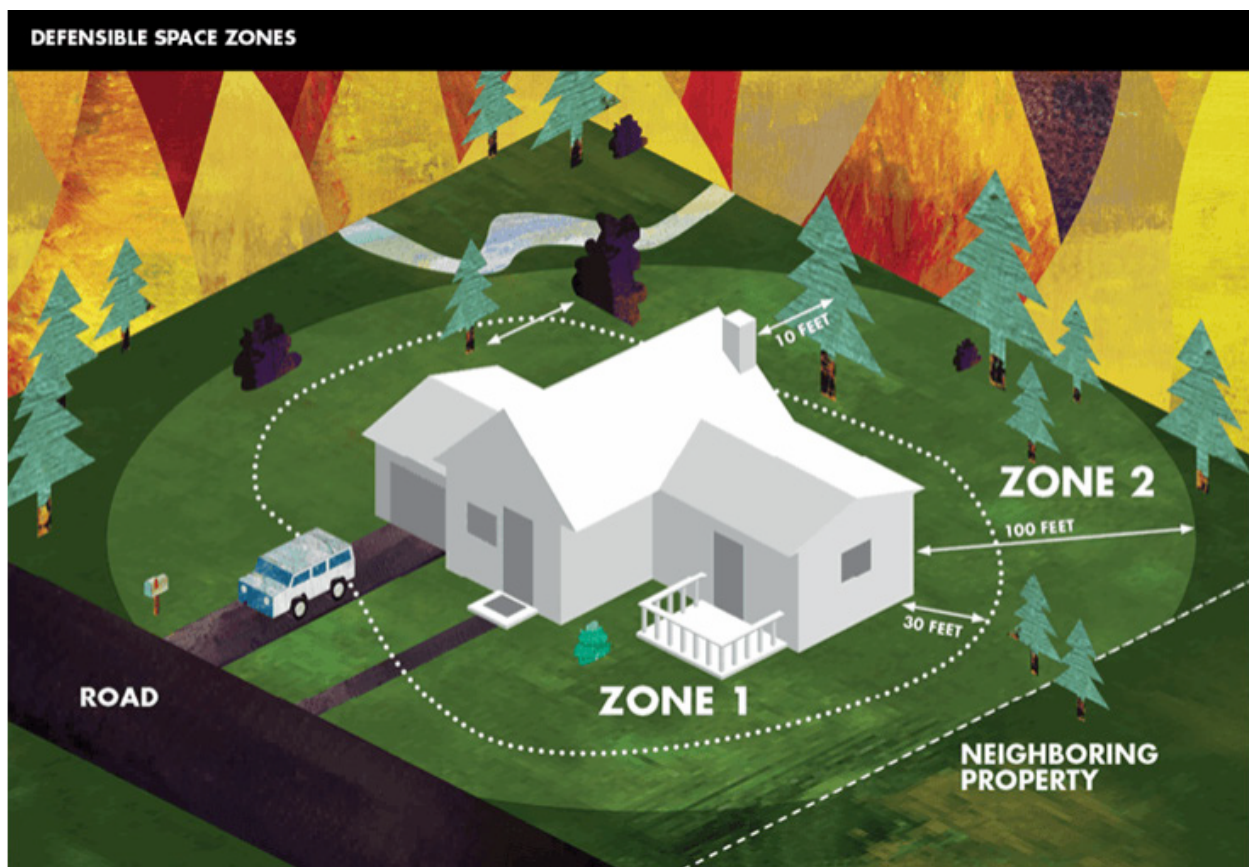 DEFENSIBLE SPACE ZONES
10 FEET
ZONE 2
100 FEET
30 FEET
ROAD
ZONE 1
NEIGHBORING
PROPERTY